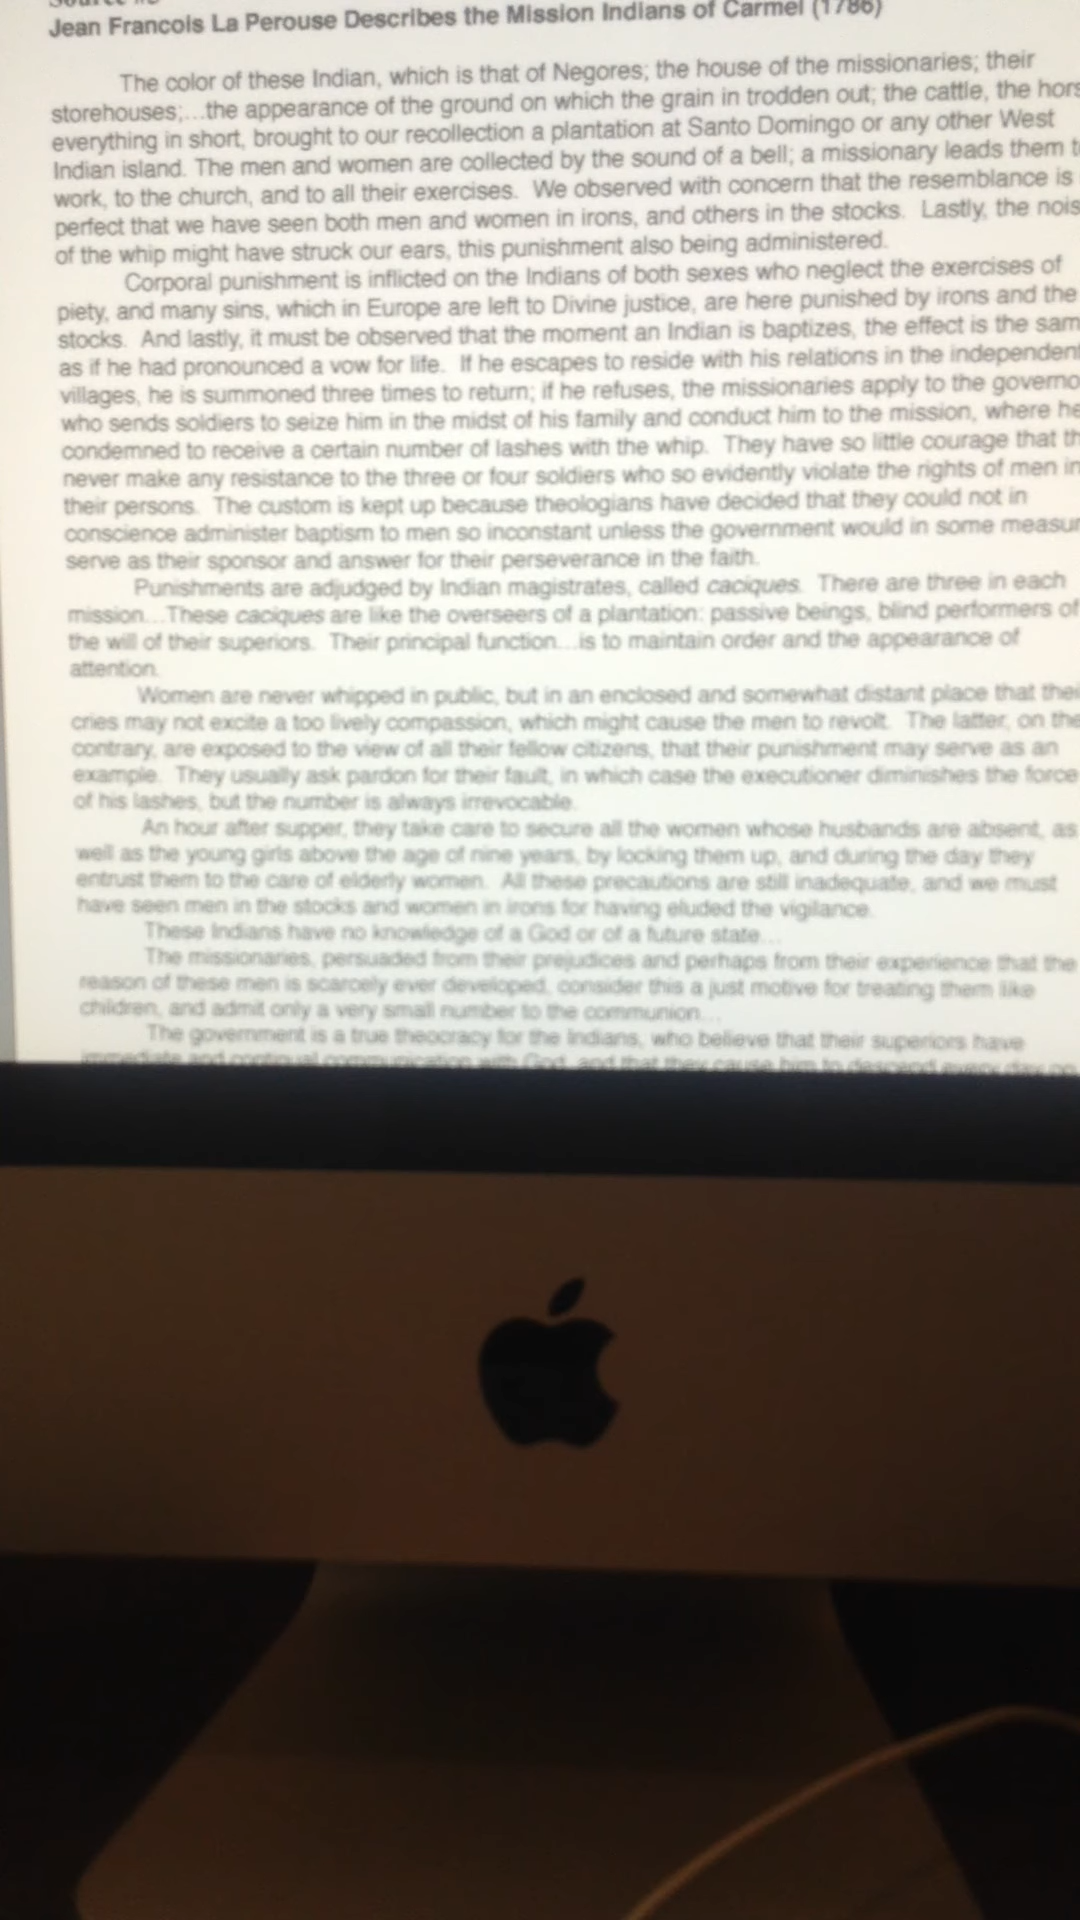 Jean Francois La Perouse Describes the Mission Indians of Carmel (1786)
The color of these Indian, which is that of Negores; the house of the missionaries; their
storehouses;...the appearance of the ground on which the grain in trodden out; the cattle, the hors
everything in short, brought to our recollection a plantation at Santo Domingo or any other West
Indian island. The men and women are collected by the sound of a bell; a missionary leads them t
work, to the church, and to all their exercises. We observed with concern that the resemblance is
perfect that we have seen both men and women in irons, and others in the stocks. Lastly, the nois
of the whip might have struck our ears, this punishment also being administered.
Corporal punishment is inflicted on the Indians of both sexes who neglect the exercises of
piety, and many sins, which in Europe are left to Divine justice, are here punished by irons and the
stocks. And lastly, it must be observed that the moment an Indian is baptizes, the effect is the sam
as if he had pronounced a vow for life. If he escapes to reside with his relations in the independent
villages, he is summoned three times to return; if he refuses, the missionaries apply to the governo
who sends soldiers to seize him in the midst of his family and conduct him to the mission, where he
condemned to receive a certain number of lashes with the whip. They have so little courage that th
never make any resistance to the three or four soldiers who so evidently violate the rights of men in
their persons. The custom is kept up because theologians have decided that they could not in
conscience administer baptism to men so inconstant unless the government would in some measur
serve as their sponsor and answer for their perseverance in the faith.
Punishments are adjudged by Indian magistrates, called caciques. There are three in each
mission...These caciques are like the overseers of a plantation: passive beings, blind performers of
the will of their superiors. Their principal function...is to maintain order and the appearance of
attention.
Women are never whipped in public, but in an enclosed and somewhat distant place that thei
cries may not excite a too lively compassion, which might cause the men to revolt. The latter, on the
contrary, are exposed to the view of all their fellow citizens, that their punishment may serve as an
example. They usually ask pardon for their fault, in which case the executioner diminishes the force
of his lashes, but the number is always irrevocable.
An hour after supper, they take care to secure all the women whose husbands are absent, as
well as the young girls above the age of nine years, by locking them up, and during the day they
entrust them to the care of elderly women. All these precautions are still inadequate, and we must
have seen men in the stocks and women in irons for having eluded the vigilance.
These Indians have no knowledge of a God or of a future state...
The missionaries, persuaded from their prejudices and perhaps from their experience that the
reason of these men is scarcely ever developed, consider this a just motive for treating them like
children, and admit only a very small number to the communion...
The government is a true theocracy for the Indians, who believe that their superiors have
immediate and continual communication with God, and that they cause him to descend every day on